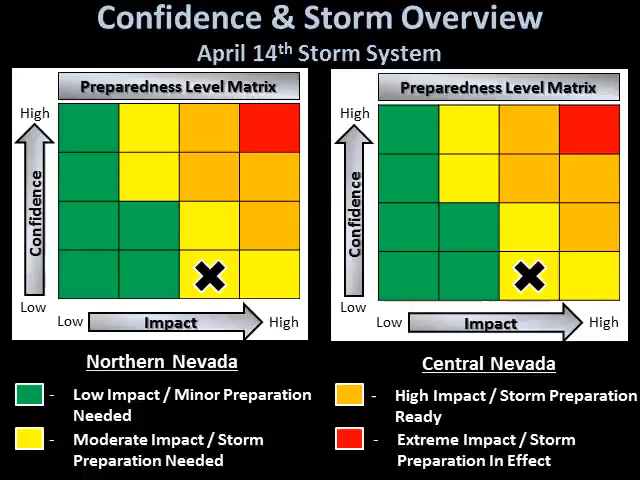 Confidence & Storm Overview
April 14th Storm System
Preparedness Level Matrix
High
Confidence
Low
Low
Impact
High
Northern Nevada
Preparedness Level Matrix
High
Confidence
Low
Low
Impact
High
Central Nevada
- Low Impact / Minor Preparation
Needed
- Moderate Impact / Storm
Preparation Needed
- High Impact / Storm Preparation
Ready
- Extreme Impact / Storm
Preparation In Effect